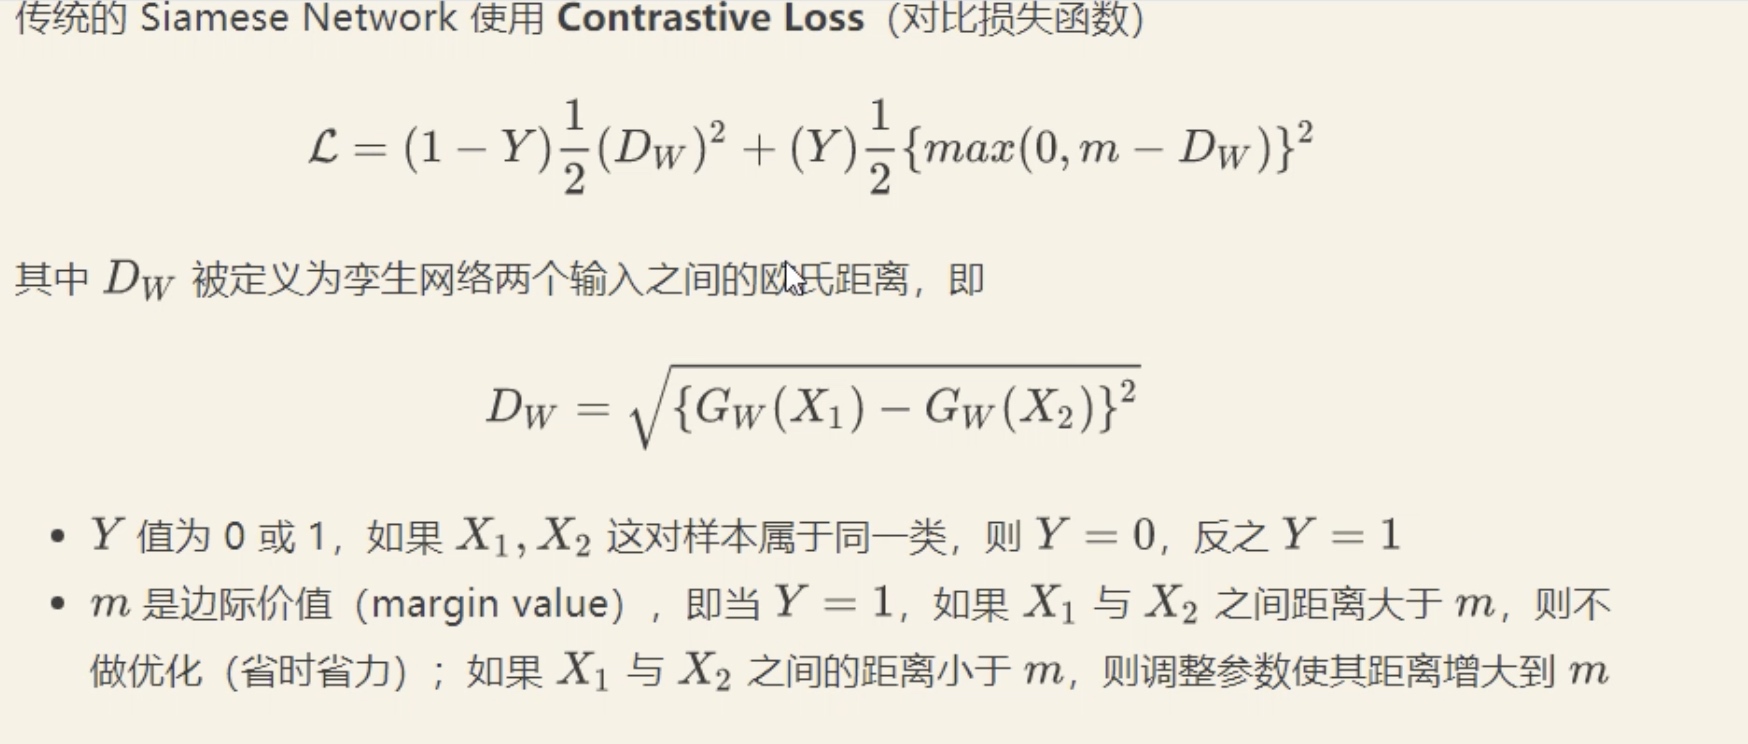 传统的 Siamese Network 使用 Contrastive Loss（对比损失函数）
$\mathcal{L} = (1 - Y)\frac{1}{2}(D_W)^2 + (Y)\frac{1}{2}\{max(0, m - D_W)\}^2$
其中 $D_W$ 被定义为孪生网络两个输入之间的欧氏距离，即
$D_W = \sqrt{\{G_W(X_1) - G_W(X_2)\}^2}$
• $Y$ 值为 0 或 1，如果 $X_1, X_2$ 这对样本属于同一类，则 $Y = 0$，反之 $Y = 1$
• $m$ 是边际价值（margin value），即当 $Y = 1$，如果 $X_1$ 与 $X_2$ 之间距离大于 $m$，则不
做优化（省时省力）；如果 $X_1$ 与 $X_2$ 之间的距离小于 $m$，则调整参数使其距离增大到 $m$